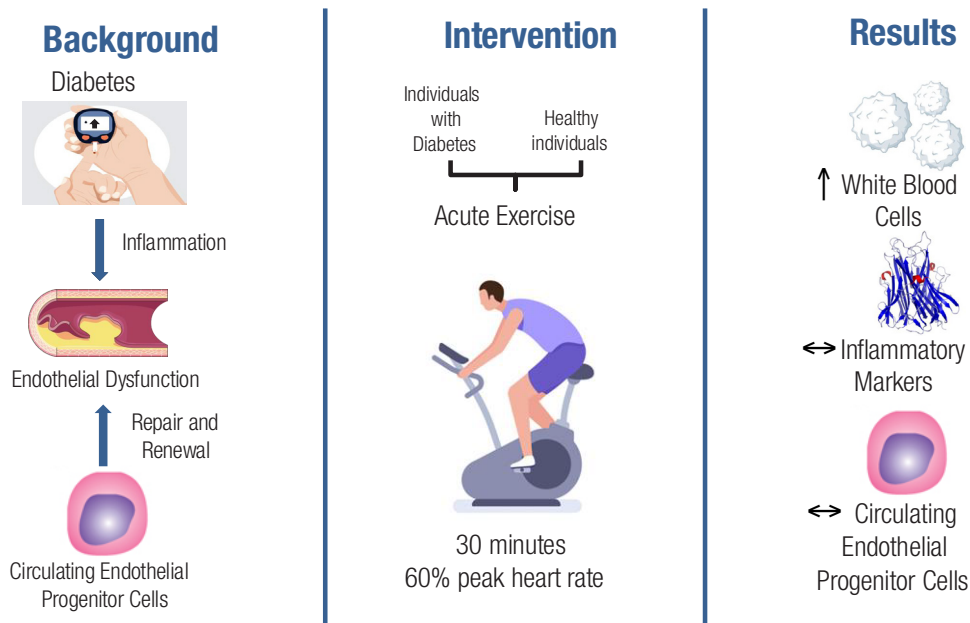 Background
Diabetes
Inflammation
Endothelial Dysfunction
Repair and
Renewal
Circulating Endothelial
Progenitor Cells
Intervention
Individuals
with
Diabetes
Healthy
individuals
Acute Exercise
30 minutes
60% peak heart rate
Results
↑ White Blood
Cells
↔ Inflammatory
Markers
↔ Circulating
Endothelial
Progenitor Cells